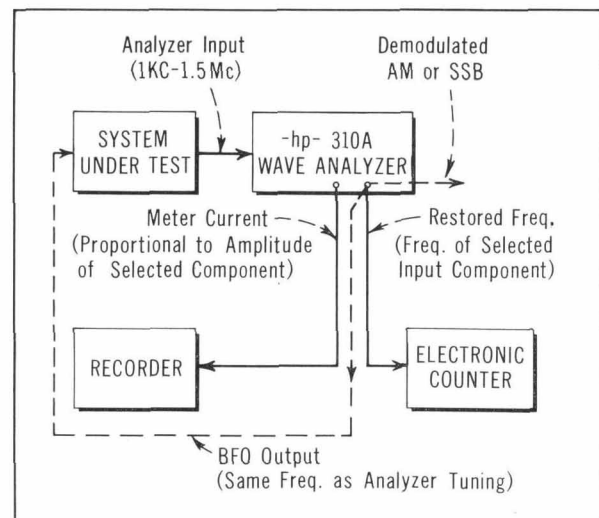 Analyzer Input
(1KC-1.5Mc)
Demodulated
AM or SSB
SYSTEM
UNDER TEST
-hp- 310A
WAVE ANALYZER
Meter Current
(Proportional to Amplitude
of Selected Component)
Restored Freq.
(Freq. of Selected
Input Component)
RECORDER
ELECTRONIC
COUNTER
BFO Output
(Same Freq. as Analyzer Tuning)